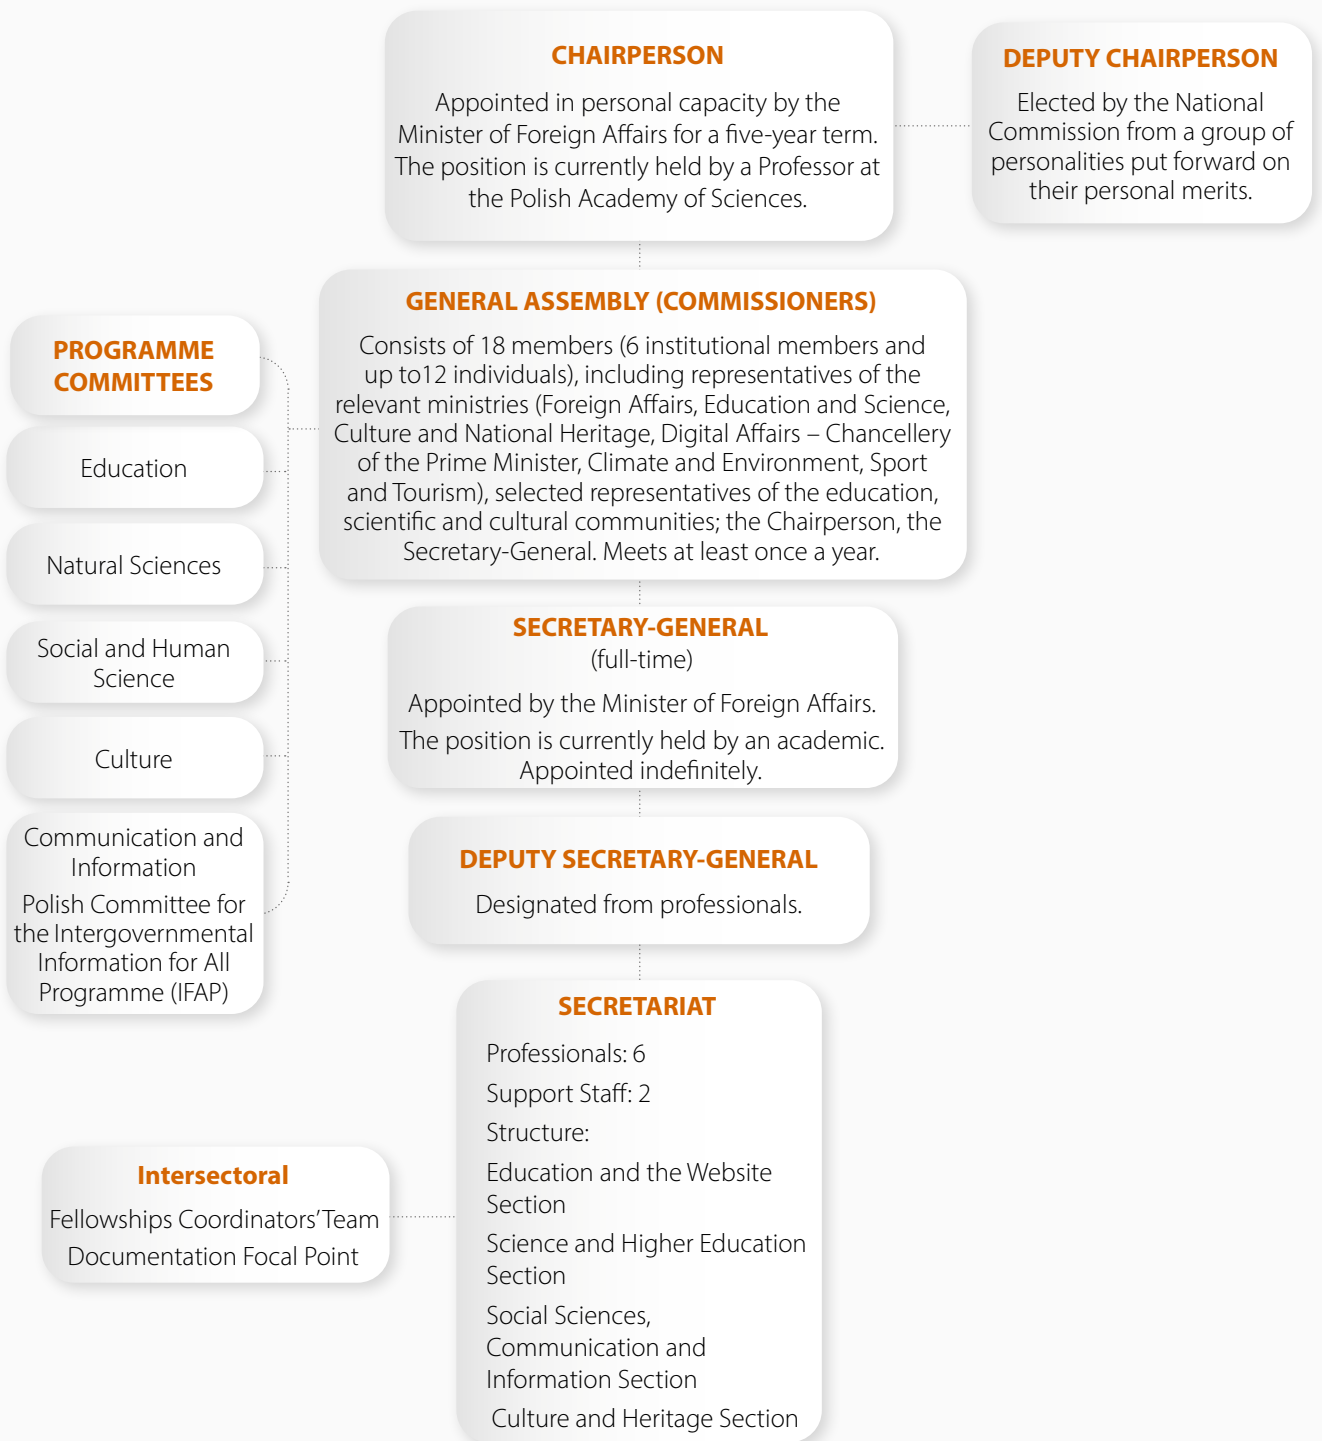 CHAIRPERSON
Appointed in personal capacity by the
Minister of Foreign Affairs for a five-year term.
The position is currently held by a Professor at
the Polish Academy of Sciences.
DEPUTY CHAIRPERSON
Elected by the National
Commission from a group of
personalities put forward on
their personal merits.
GENERAL ASSEMBLY (COMMISSIONERS)
Consists of 18 members (6 institutional members and
up to12 individuals), including representatives of the
relevant ministries (Foreign Affairs, Education and Science,
Culture and National Heritage, Digital Affairs – Chancellery
of the Prime Minister, Climate and Environment, Sport
and Tourism), selected representatives of the education,
scientific and cultural communities; the Chairperson, the
Secretary-General. Meets at least once a year.
PROGRAMME
COMMITTEES
Education
Natural Sciences
Social and Human
Science
Culture
Communication and
Information
Polish Committee for
the Intergovernmental
Information for All
Programme (IFAP)
SECRETARY-GENERAL
(full-time)
Appointed by the Minister of Foreign Affairs.
The position is currently held by an academic.
Appointed indefinitely.
DEPUTY SECRETARY-GENERAL
Designated from professionals.
SECRETARIAT
Professionals: 6
Support Staff: 2
Structure:
Education and the Website
Section
Science and Higher Education
Section
Social Sciences,
Communication and
Information Section
Culture and Heritage Section
Intersectoral
Fellowships Coordinators' Team
Documentation Focal Point